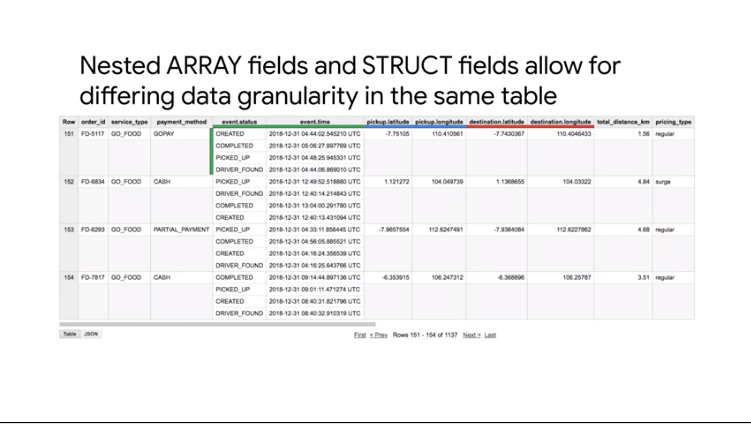 Nested ARRAY fields and STRUCT fields allow for
differing data granularity in the same table
Row order_id service_type payment_method event.status event.time pickup.latitude pickup.longitude destination.latitude destination.longitude total_distance_km pricing_type
151 FD-5117 GO_FOOD GOPAY CREATED 2018-12-31 04:44:02.545210 UTC -7.75105 110.410561 -7.7430367 110.4046433 1.56 regular
COMPLETED 2018-12-31 05:06:27.897769 UTC
PICKED_UP 2018-12-31 04:48:25.945331 UTC
DRIVER_FOUND 2018-12-31 04:44:06.869010 UTC
152 FD-6834 GO_FOOD CASH PICKED_UP 2018-12-31 12:49:52.518880 UTC 1.121272 104.049739 1.1368655 104.03322 4.84 surge
DRIVER_FOUND 2018-12-31 12:40:14.214843 UTC
COMPLETED 2018-12-31 13:04:00.291780 UTC
CREATED 2018-12-31 12:40:13.431094 UTC
153 FD-6293 GO_FOOD PARTIAL_PAYMENT PICKED_UP 2018-12-31 04:33:11.856445 UTC -7.9657554 112.6247491 -7.9384084 112.6227862 4.68 regular
COMPLETED 2018-12-31 04:56:05.885521 UTC
CREATED 2018-12-31 04:16:24.356539 UTC
DRIVER_FOUND 2018-12-31 04:16:25.643766 UTC
154 FD-7817 GO_FOOD CASH COMPLETED 2018-12-31 09:14:44.897136 UTC -6.353915 106.247312 -6.368896 106.25787 3.51 regular
PICKED_UP 2018-12-31 09:01:11.471274 UTC
CREATED 2018-12-31 08:40:31.821796 UTC
DRIVER_FOUND 2018-12-31 08:40:32.910319 UTC
Table JSON First < Prev Rows 151 - 154 of 1137 Next > Last